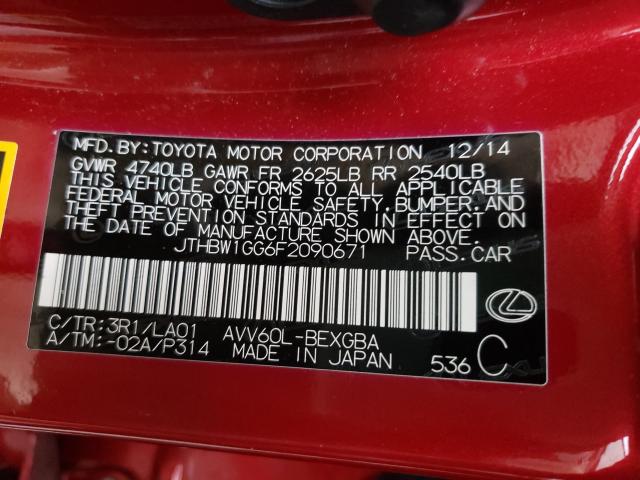 MFD. BY: TOYOTA MOTOR CORPORATION 12/14
GVWR 4740LB GAWR FR 2625LB RR 2540LB
THIS VEHICLE CONFORMS TO ALL APPLICABLE
FEDERAL MOTOR VEHICLE SAFETY, BUMPER, AND
THEFT PREVENTION STANDARDS IN EFFECT ON
THE DATE OF MANUFACTURE SHOWN ABOVE.
JTHBW1GG6F2090671 PASS. CAR
C/TR: 3R1/LA01 AVV60L-BEXGBA
A/TM: -02A/P314 MADE IN JAPAN 536 C